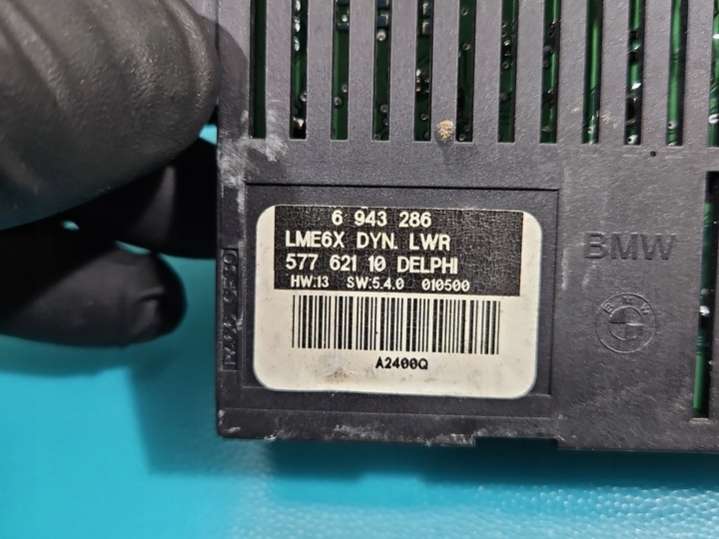 6 943 286
LME6X DYN. LWR
577 621 10 DELPHI
HW:13 SW:5.4.0 010500
A2400Q
BMW
BMW